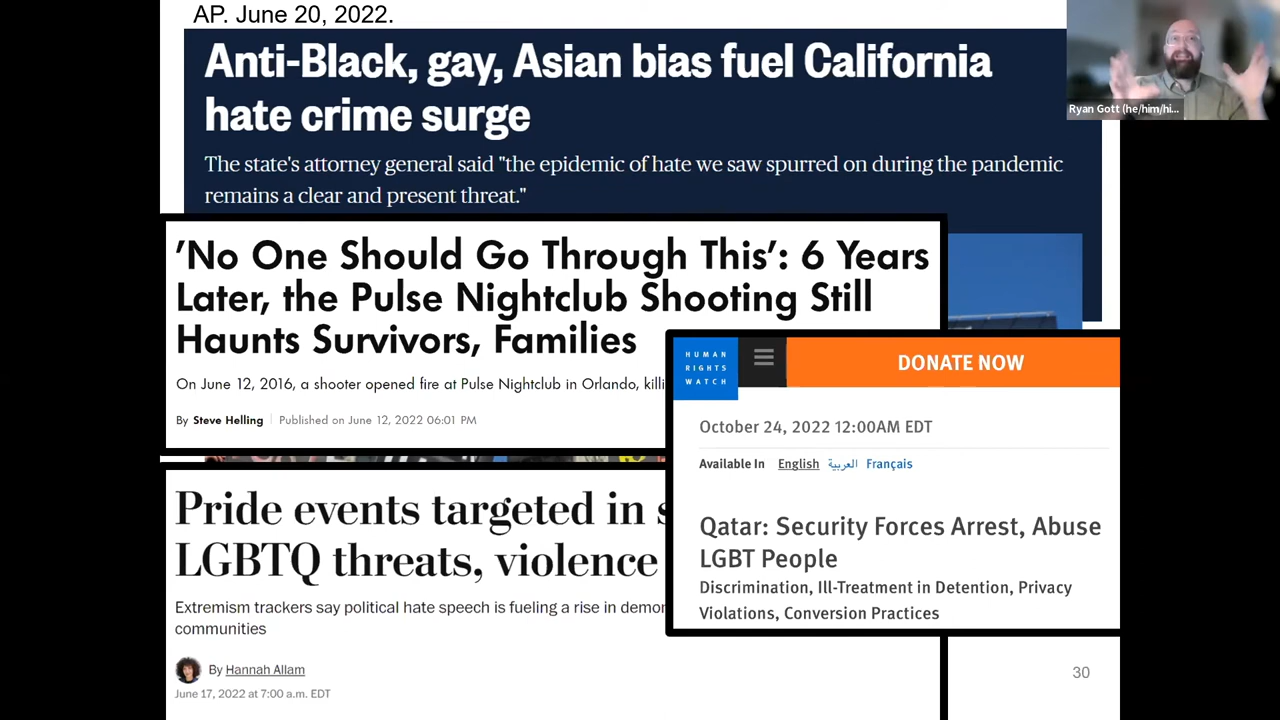 AP. June 20, 2022.
Anti-Black, gay, Asian bias fuel California
hate crime surge
The state's attorney general said "the epidemic of hate we saw spurred on during the pandemic
remains a clear and present threat."
Ryan Gott (he/him/hi...
'No One Should Go Through This': 6 Years
Later, the Pulse Nightclub Shooting Still
Haunts Survivors, Families
On June 12, 2016, a shooter opened fire at Pulse Nightclub in Orlando, killi
By Steve Helling | Published on June 12, 2022 06:01 PM
HUMAN
RIGHTS
WATCH
DONATE NOW
October 24, 2022 12:00AM EDT
Available In English العربية Français
Qatar: Security Forces Arrest, Abuse
LGBT People
Discrimination, Ill-Treatment in Detention, Privacy
Violations, Conversion Practices
Pride events targeted in s
LGBTQ threats, violence
Extremism trackers say political hate speech is fueling a rise in demon
communities
By Hannah Allam
June 17, 2022 at 7:00 a.m. EDT
30